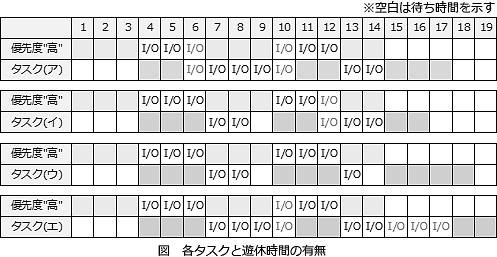 ※空白は待ち時間を示す
1 2 3 4 5 6 7 8 9 10 11 12 13 14 15 16 17 18 19
優先度"高" I/O I/O I/O I/O I/O I/O
タスク(ア) I/O I/O I/O I/O I/O I/O I/O
優先度"高" I/O I/O I/O I/O I/O I/O
タスク(イ) I/O I/O I/O I/O I/O
優先度"高" I/O I/O I/O I/O I/O I/O
タスク(ウ) I/O I/O I/O
優先度"高" I/O I/O I/O I/O I/O I/O
タスク(エ) I/O I/O I/O I/O I/O I/O I/O I/O I/O
図　各タスクと遊休時間の有無